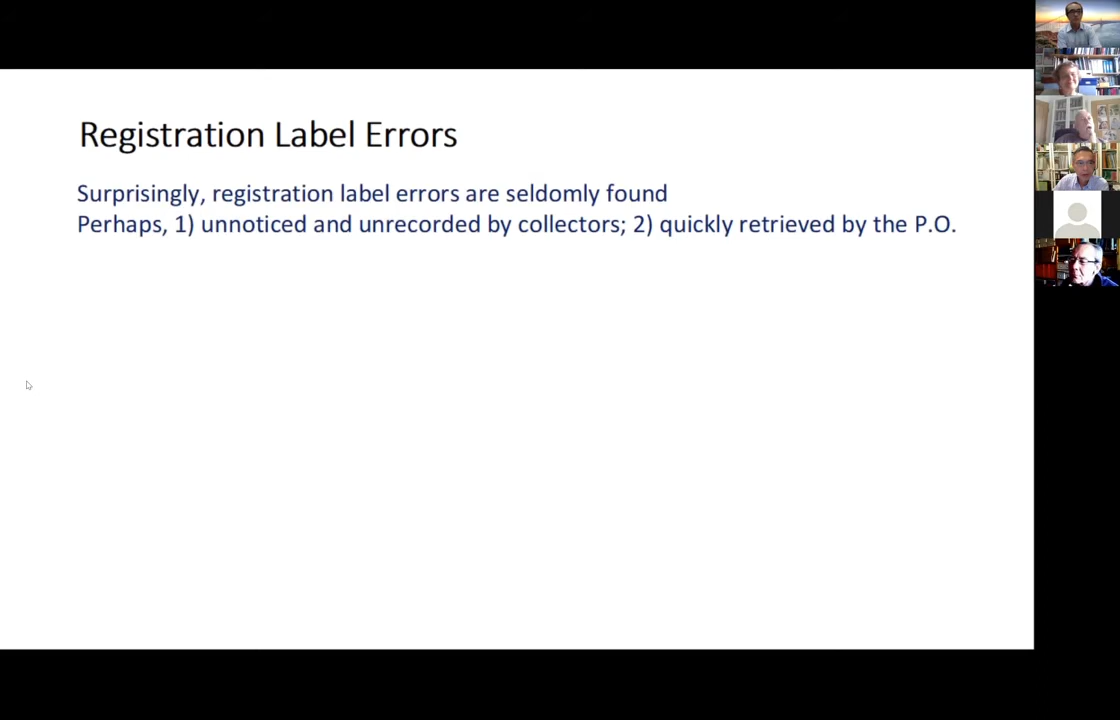 Registration Label Errors
Surprisingly, registration label errors are seldomly found
Perhaps, 1) unnoticed and unrecorded by collectors; 2) quickly retrieved by the P.O.